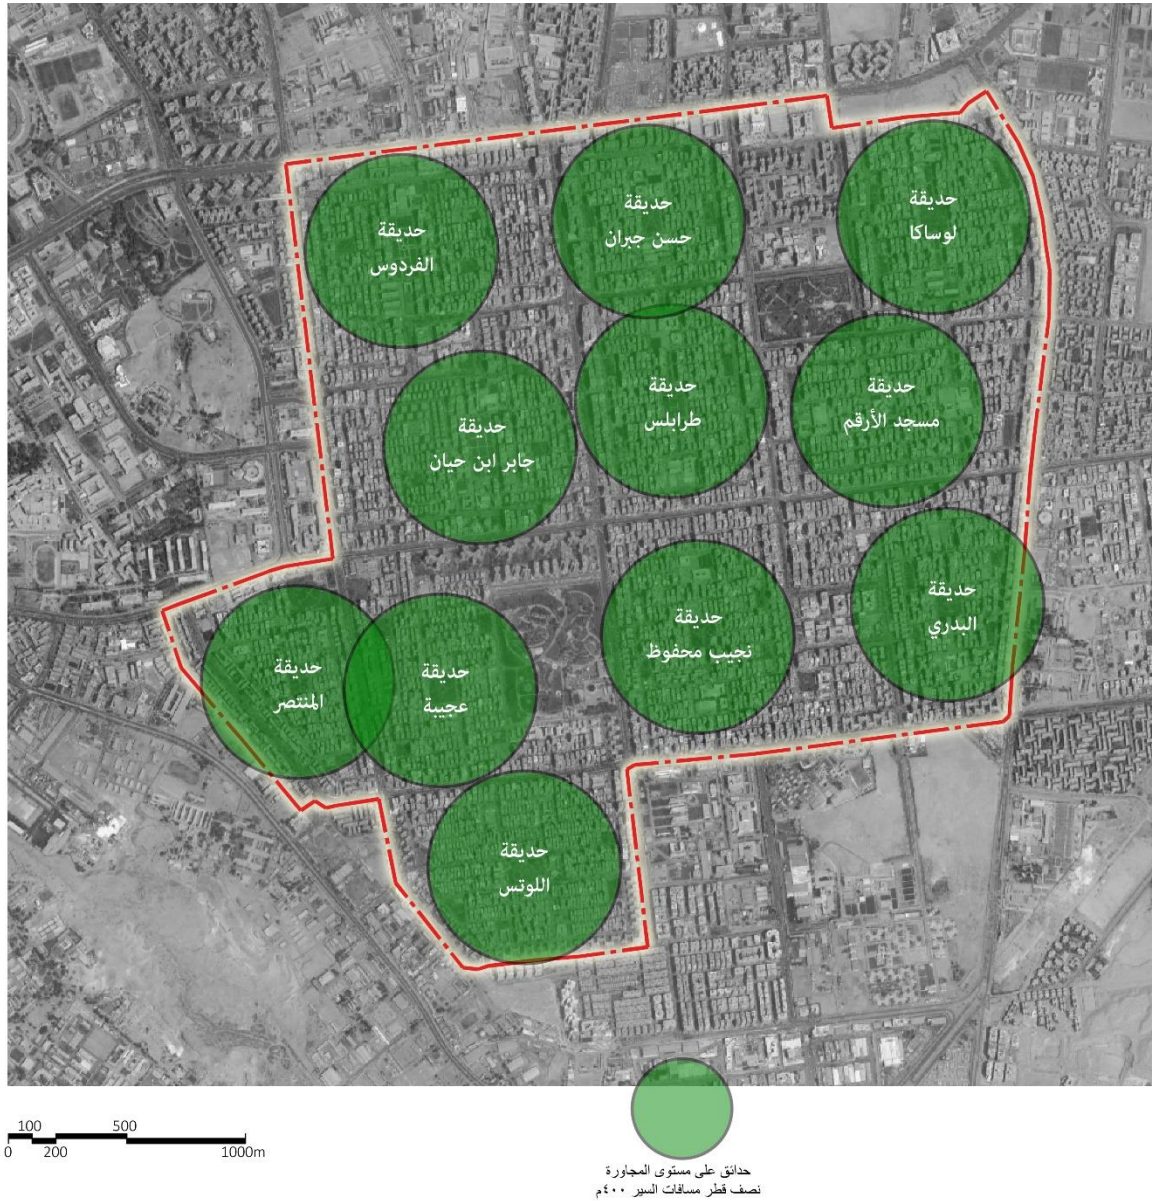 حديقة
حسن جبران
حديقة
لوساكا
حديقة
الفردوس
حديقة
طرابلس
حديقة
مسجد الأرقم
حديقة
جابر ابن حيان
حديقة
البدري
حديقة
نجيب محفوظ
حديقة
المنتصر
حديقة
عجيبة
حديقة
اللوتس
100 500
0 200 1000m
حدائق على مستوى المجاورة
نصف قطر مسافات السير ٤٠٠م